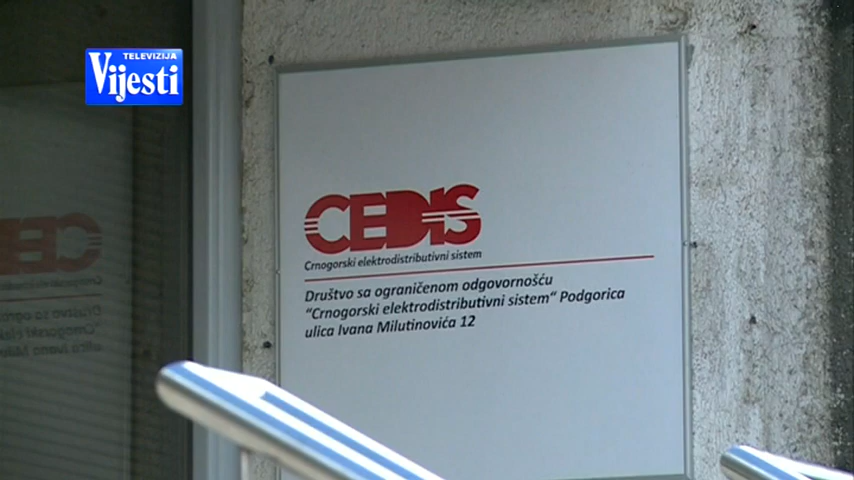 TELEVIZIJA
Vijesti
CEDIS
Crnogorski elektrodistributivni sistem
Društvo sa ograničenom odgovornošću
“Crnogorski elektrodistributivni sistem“ Podgorica
ulica Ivana Milutinovića 12